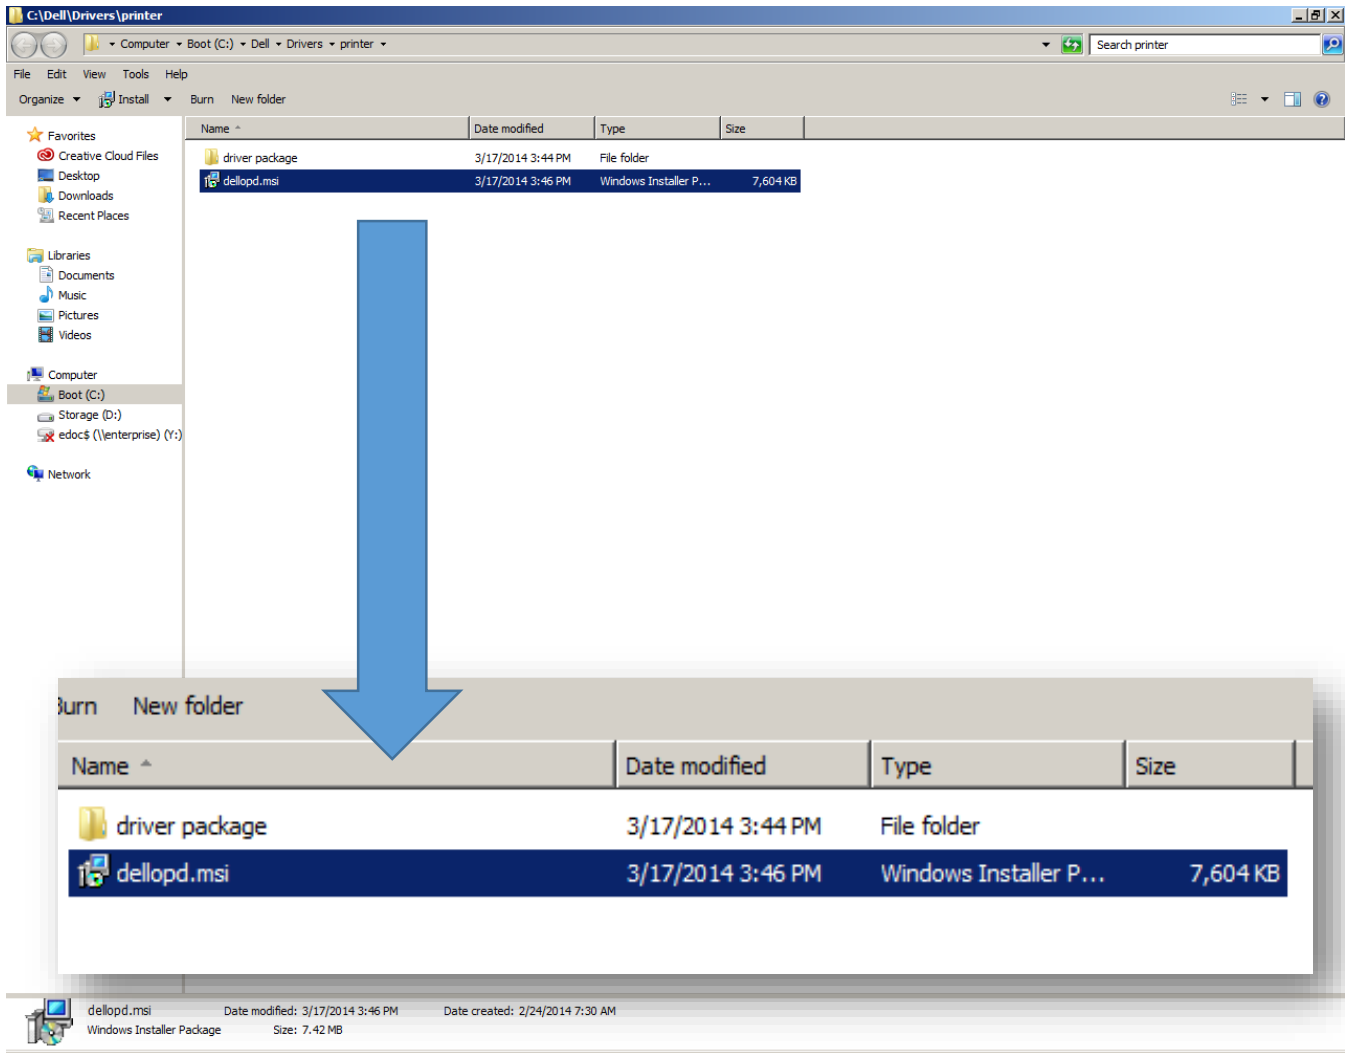 C:\Dell\Drivers\printer
Computer Boot (C:) Dell Drivers printer
Search printer
File Edit View Tools Help
Organize Install Burn New folder
Name Date modified Type Size
driver package 3/17/2014 3:44 PM File folder
dellopd.msi 3/17/2014 3:46 PM Windows Installer P... 7,604 KB
Favorites
Creative Cloud Files
Desktop
Downloads
Recent Places
Libraries
Documents
Music
Pictures
Videos
Computer
Boot (C:)
Storage (D:)
edoc$ (\\enterprise) (Y:)
Network
Burn New folder
Name Date modified Type Size
driver package 3/17/2014 3:44 PM File folder
dellopd.msi 3/17/2014 3:46 PM Windows Installer P... 7,604 KB
dellopd.msi Date modified: 3/17/2014 3:46 PM Date created: 2/24/2014 7:30 AM
Windows Installer Package Size: 7.42 MB